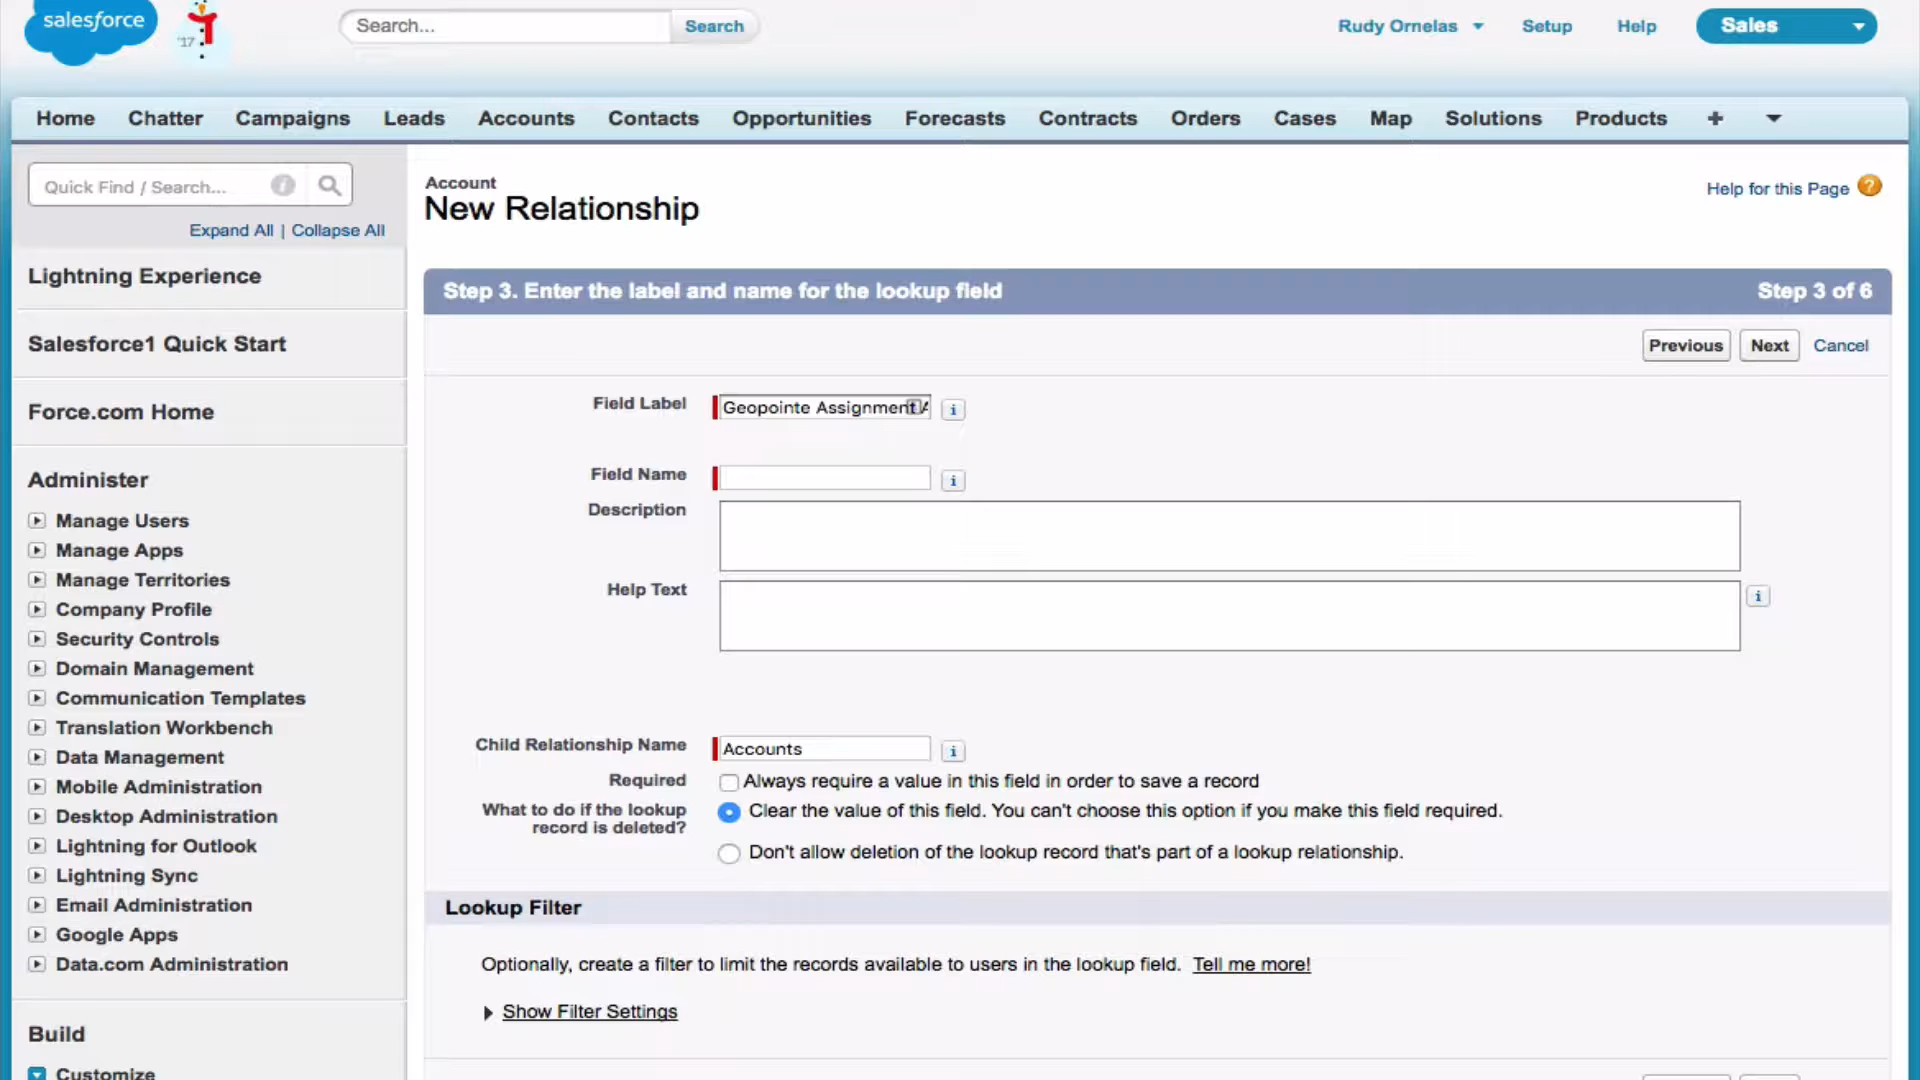 salesforce
'17
Search...
Search
Rudy Ornelas
Setup
Help
Sales
Home
Chatter
Campaigns
Leads
Accounts
Contacts
Opportunities
Forecasts
Contracts
Orders
Cases
Map
Solutions
Products
+
Quick Find / Search...
Expand All | Collapse All
Lightning Experience
Salesforce1 Quick Start
Force.com Home
Administer
Manage Users
Manage Apps
Manage Territories
Company Profile
Security Controls
Domain Management
Communication Templates
Translation Workbench
Data Management
Mobile Administration
Desktop Administration
Lightning for Outlook
Lightning Sync
Email Administration
Google Apps
Data.com Administration
Build
Customize
Account
New Relationship
Help for this Page
Step 3. Enter the label and name for the lookup field
Step 3 of 6
Previous
Next
Cancel
Field Label
Geopointe Assignment
Field Name
Description
Help Text
Child Relationship Name
Accounts
Required
Always require a value in this field in order to save a record
What to do if the lookup
record is deleted?
Clear the value of this field. You can't choose this option if you make this field required.
Don't allow deletion of the lookup record that's part of a lookup relationship.
Lookup Filter
Optionally, create a filter to limit the records available to users in the lookup field. Tell me more!
Show Filter Settings